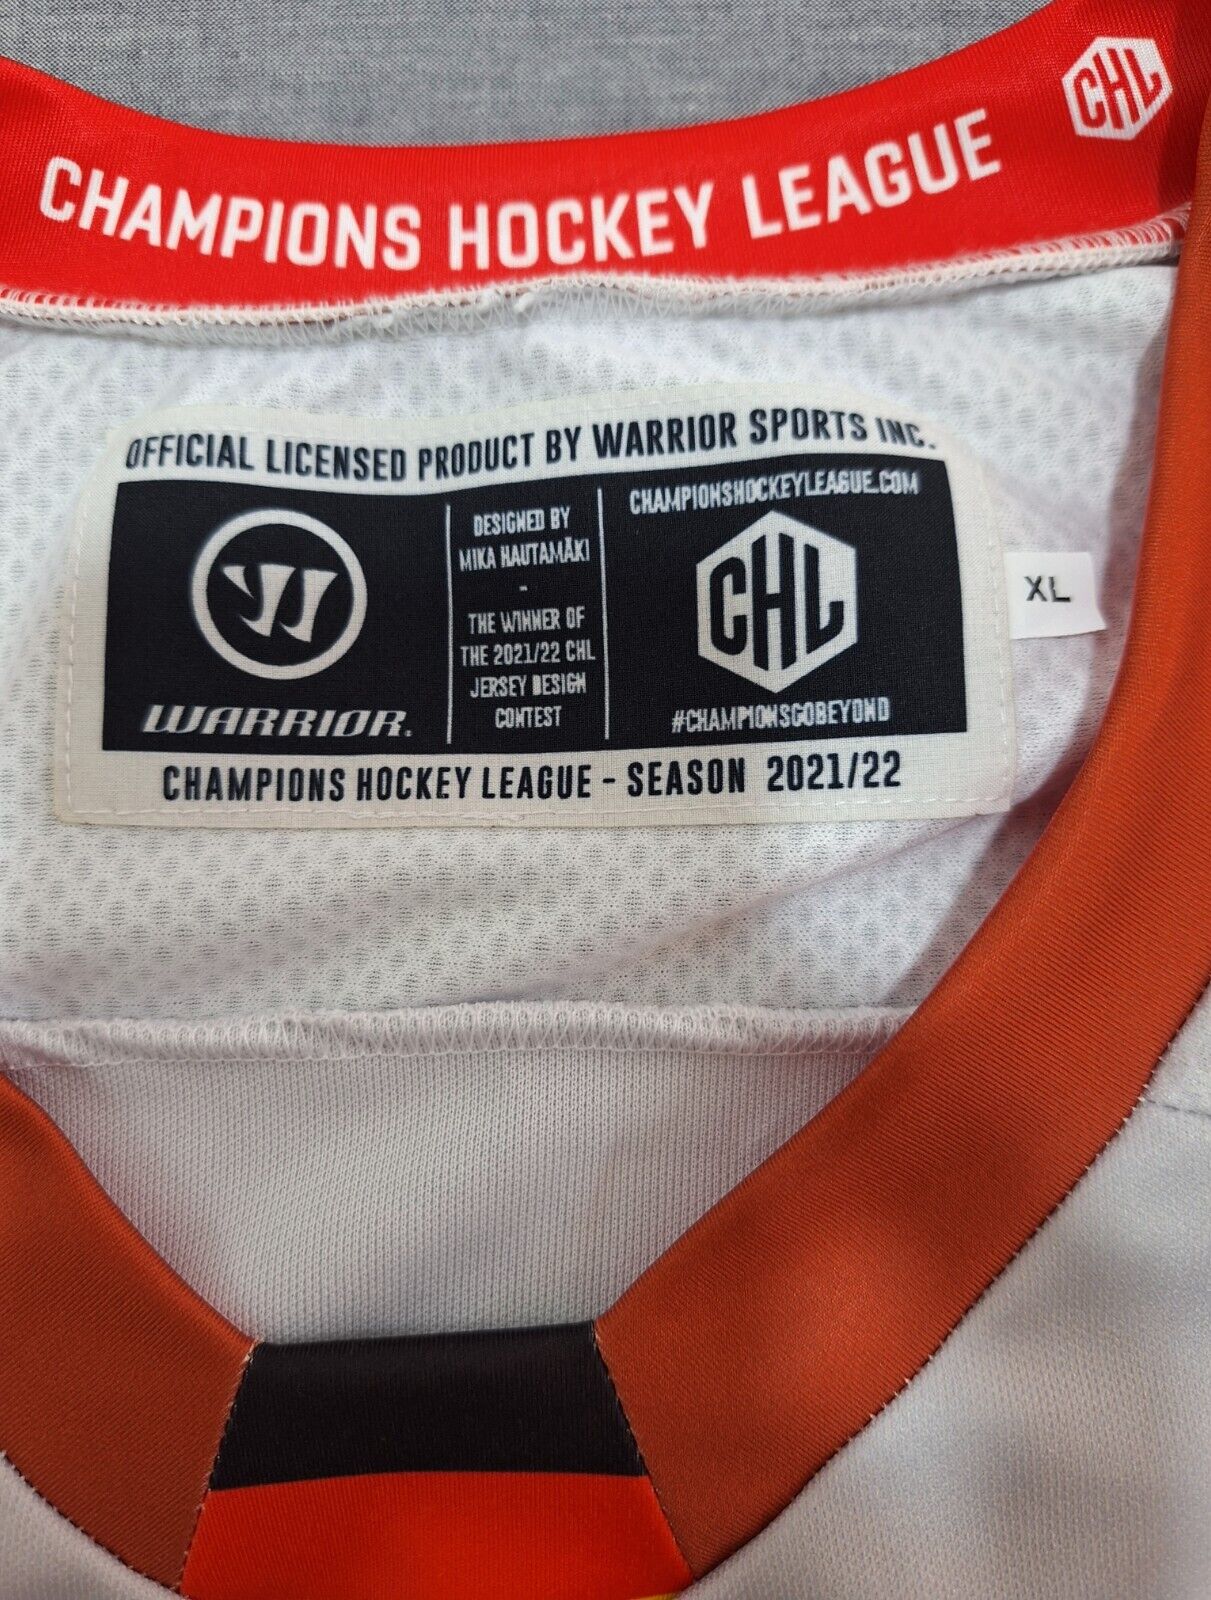 CHAMPIONS HOCKEY LEAGUE
CHL
OFFICIAL LICENSED PRODUCT BY WARRIOR SPORTS INC.
WARRIOR.
DESIGNED BY
MIKA HAUTAMÄKI
-
THE WINNER OF
THE 2021/22 CHL
JERSEY DESIGN
CONTEST
CHAMPIONSHOCKEYLEAGUE.COM
CHL
#CHAMPIONSGOBEYOND
CHAMPIONS HOCKEY LEAGUE - SEASON 2021/22
XL